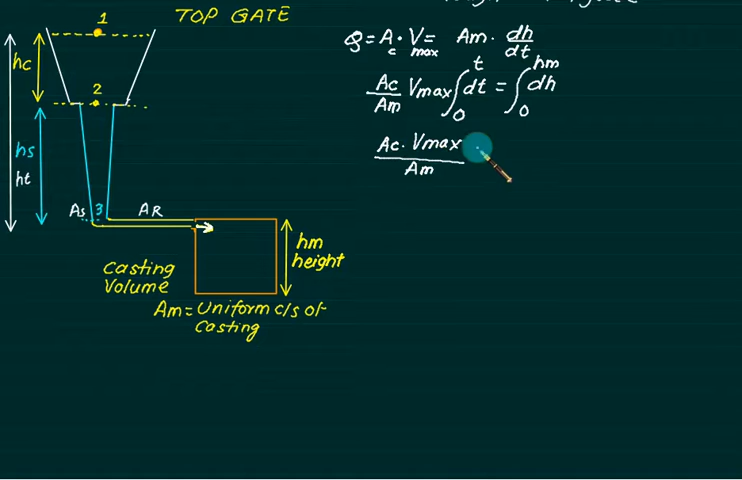 TOP GATE
1
hc
2
hs
ht
As 3 AR
hm
height
Casting
Volume
Am = Uniform c/s of
Casting
Q = Ac · Vmax = Am · dh/dt
Ac/Am Vmax ∫₀ᵗ dt = ∫₀ʰᵐ dh
Ac · Vmax
Am